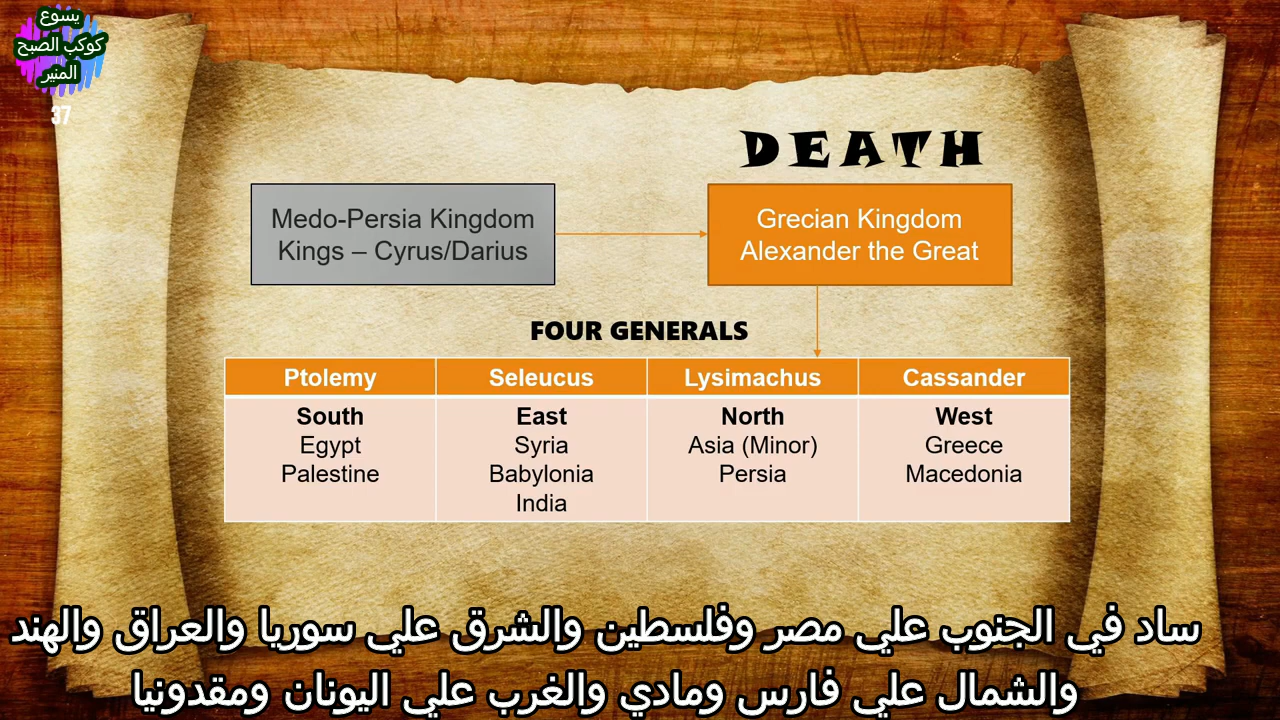 يسوع
كوكب الصبح
المنير
37
DEATH
Medo-Persia Kingdom
Kings – Cyrus/Darius
Grecian Kingdom
Alexander the Great
FOUR GENERALS
Ptolemy Seleucus Lysimachus Cassander
South East North West
Egypt Syria Asia (Minor) Greece
Palestine Babylonia Persia Macedonia
India
ساد في الجنوب علي مصر وفلسطين والشرق علي سوريا والعراق والهند
والشمال علي فارس ومادي والغرب علي اليونان ومقدونيا